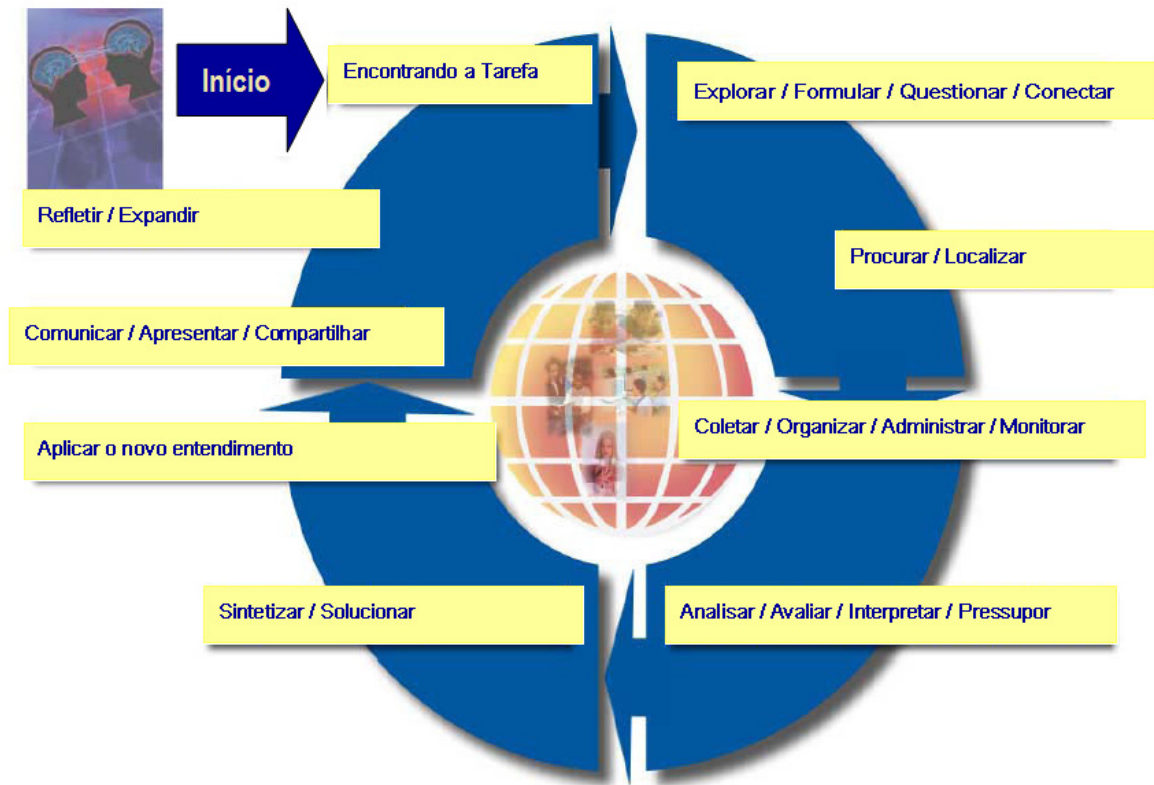 Início
Encontrando a Tarefa
Explorar / Formular / Questionar / Conectar
Procurar / Localizar
Coletar / Organizar / Administrar / Monitorar
Analisar / Avaliar / Interpretar / Pressupor
Sintetizar / Solucionar
Aplicar o novo entendimento
Comunicar / Apresentar / Compartilhar
Refletir / Expandir